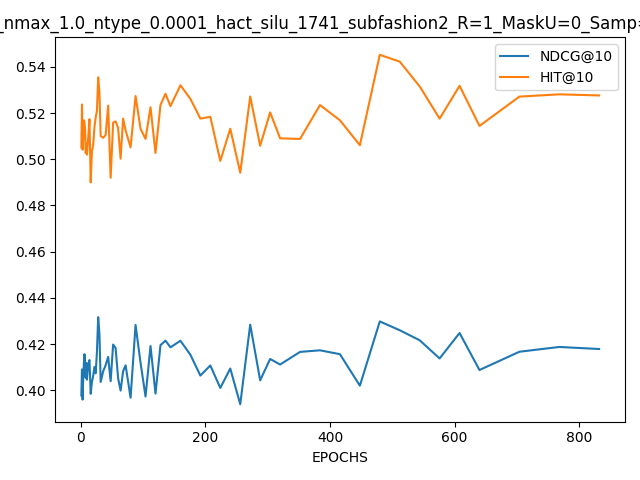 _nmax_1.0_ntype_0.0001_hact_silu_1741_subfashion2_R=1_MaskU=0_Samp=
NDCG@10
HIT@10
0.54
0.52
0.50
0.48
0.46
0.44
0.42
0.40
0 200 400 600 800
EPOCHS